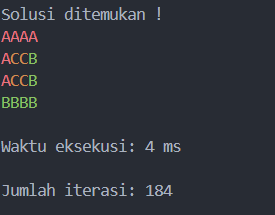 Solusi ditemukan !
AAAA
ACCB
ACCB
BBBB
Waktu eksekusi: 4 ms
Jumlah iterasi: 184